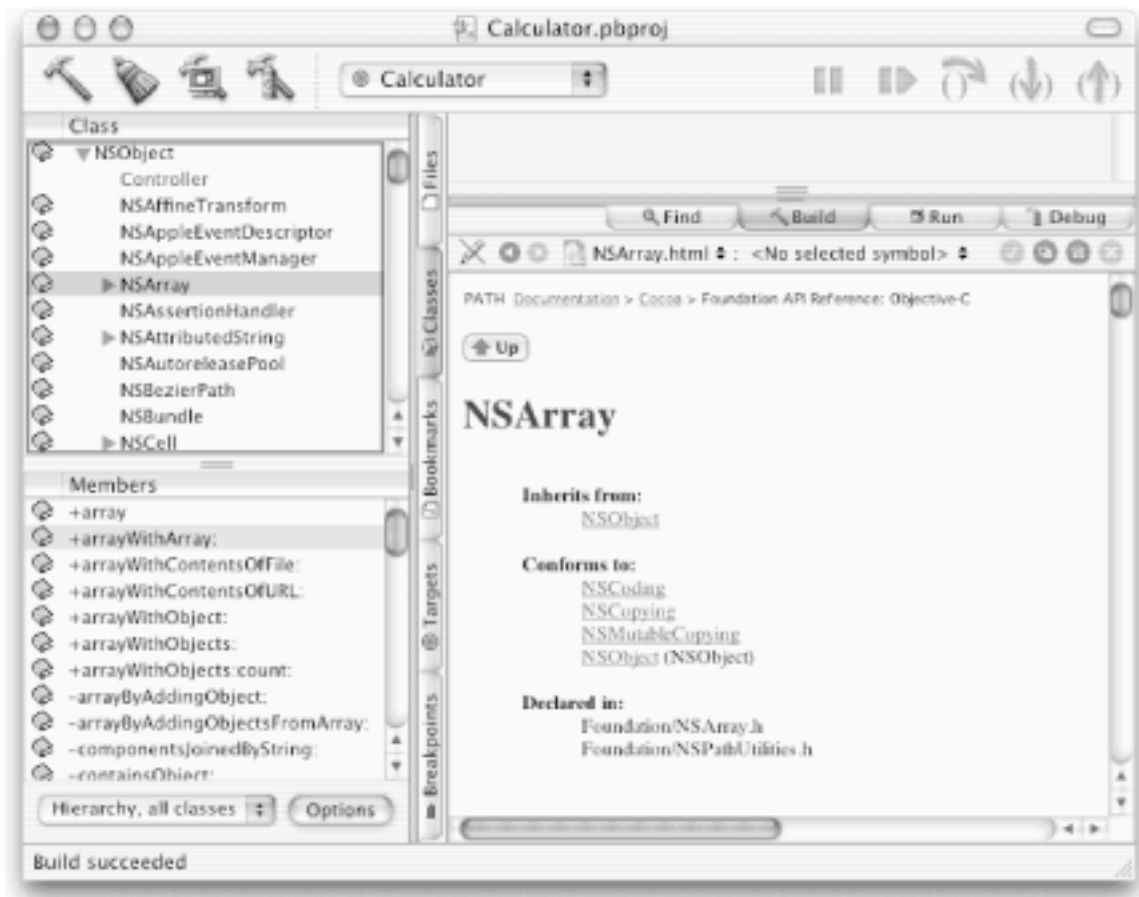 Calculator.pbproj
Calculator
Class
NSObject
Controller
NSAffineTransform
NSAppleEventDescriptor
NSAppleEventManager
NSArray
NSAssertionHandler
NSAttributedString
NSAutoreleasePool
NSBezierPath
NSBundle
NSCell
Members
+array
+arrayWithArray:
+arrayWithContentsOfFile:
+arrayWithContentsOfURL:
+arrayWithObject:
+arrayWithObjects:
+arrayWithObjects:count:
-arrayByAddingObject:
-arrayByAddingObjectsFromArray:
-componentsJoinedByString:
-containsObject:
Hierarchy, all classes
Options
Files
Classes
Bookmarks
Targets
Breakpoints
Find
Build
Run
Debug
NSArray.html : <No selected symbol>
PATH Documentation > Cocoa > Foundation API Reference: Objective-C
Up
NSArray
Inherits from:
NSObject
Conforms to:
NSCoding
NSCopying
NSMutableCopying
NSObject (NSObject)
Declared in:
Foundation/NSArray.h
Foundation/NSPathUtilities.h
Build succeeded